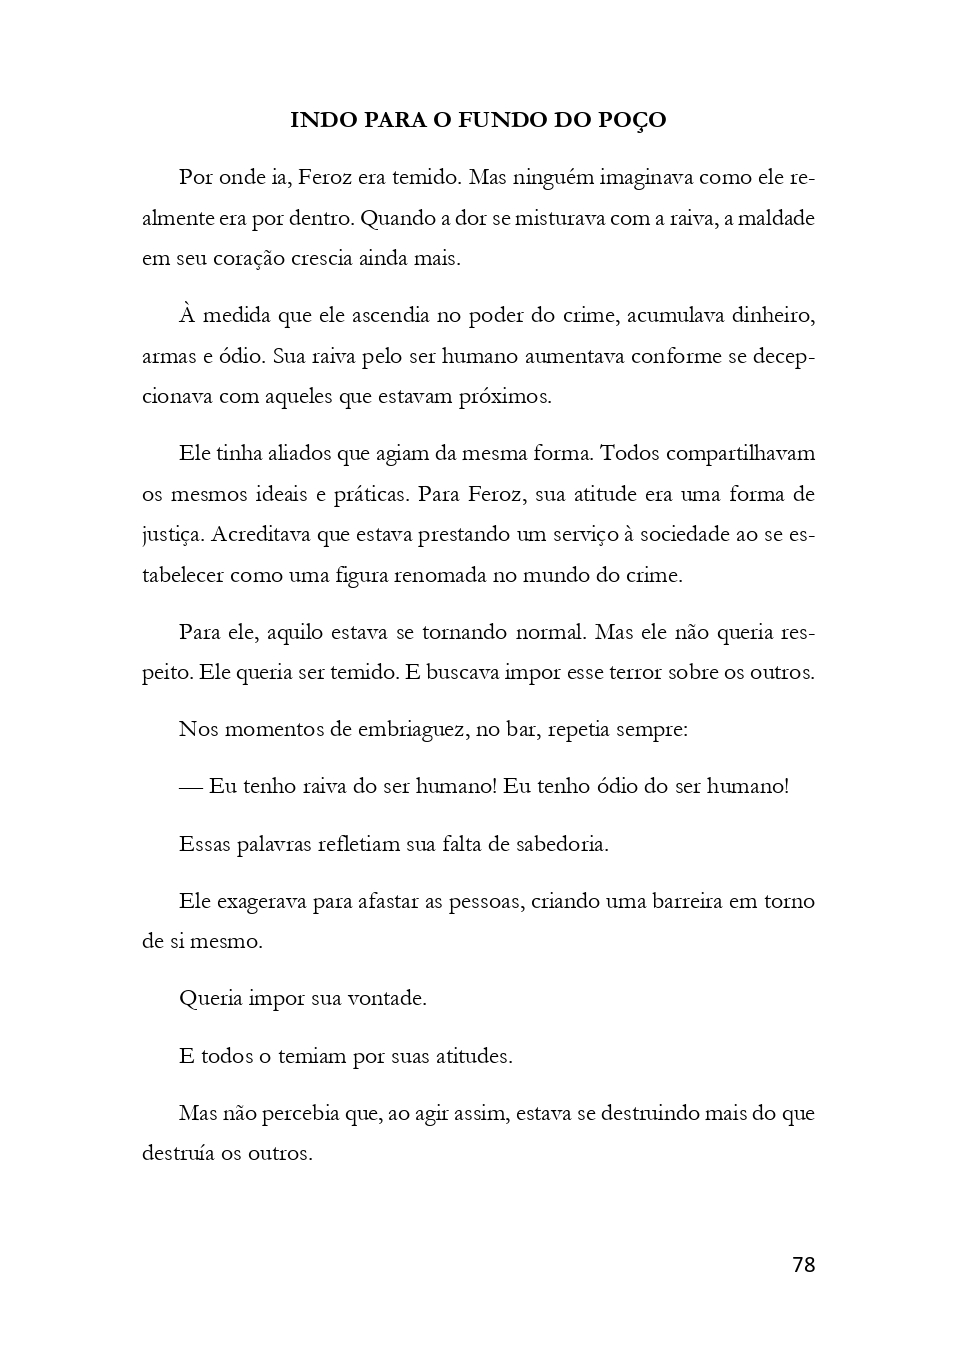 INDO PARA O FUNDO DO POÇO
Por onde ia, Feroz era temido. Mas ninguém imaginava como ele re-
almente era por dentro. Quando a dor se misturava com a raiva, a maldade
em seu coração crescia ainda mais.
À medida que ele ascendia no poder do crime, acumulava dinheiro,
armas e ódio. Sua raiva pelo ser humano aumentava conforme se decep-
cionava com aqueles que estavam próximos.
Ele tinha aliados que agiam da mesma forma. Todos compartilhavam
os mesmos ideais e práticas. Para Feroz, sua atitude era uma forma de
justiça. Acreditava que estava prestando um serviço à sociedade ao se es-
tabelecer como uma figura renomada no mundo do crime.
Para ele, aquilo estava se tornando normal. Mas ele não queria res-
peito. Ele queria ser temido. E buscava impor esse terror sobre os outros.
Nos momentos de embriaguez, no bar, repetia sempre:
— Eu tenho raiva do ser humano! Eu tenho ódio do ser humano!
Essas palavras refletiam sua falta de sabedoria.
Ele exagerava para afastar as pessoas, criando uma barreira em torno
de si mesmo.
Queria impor sua vontade.
E todos o temiam por suas atitudes.
Mas não percebia que, ao agir assim, estava se destruindo mais do que
destruía os outros.
78